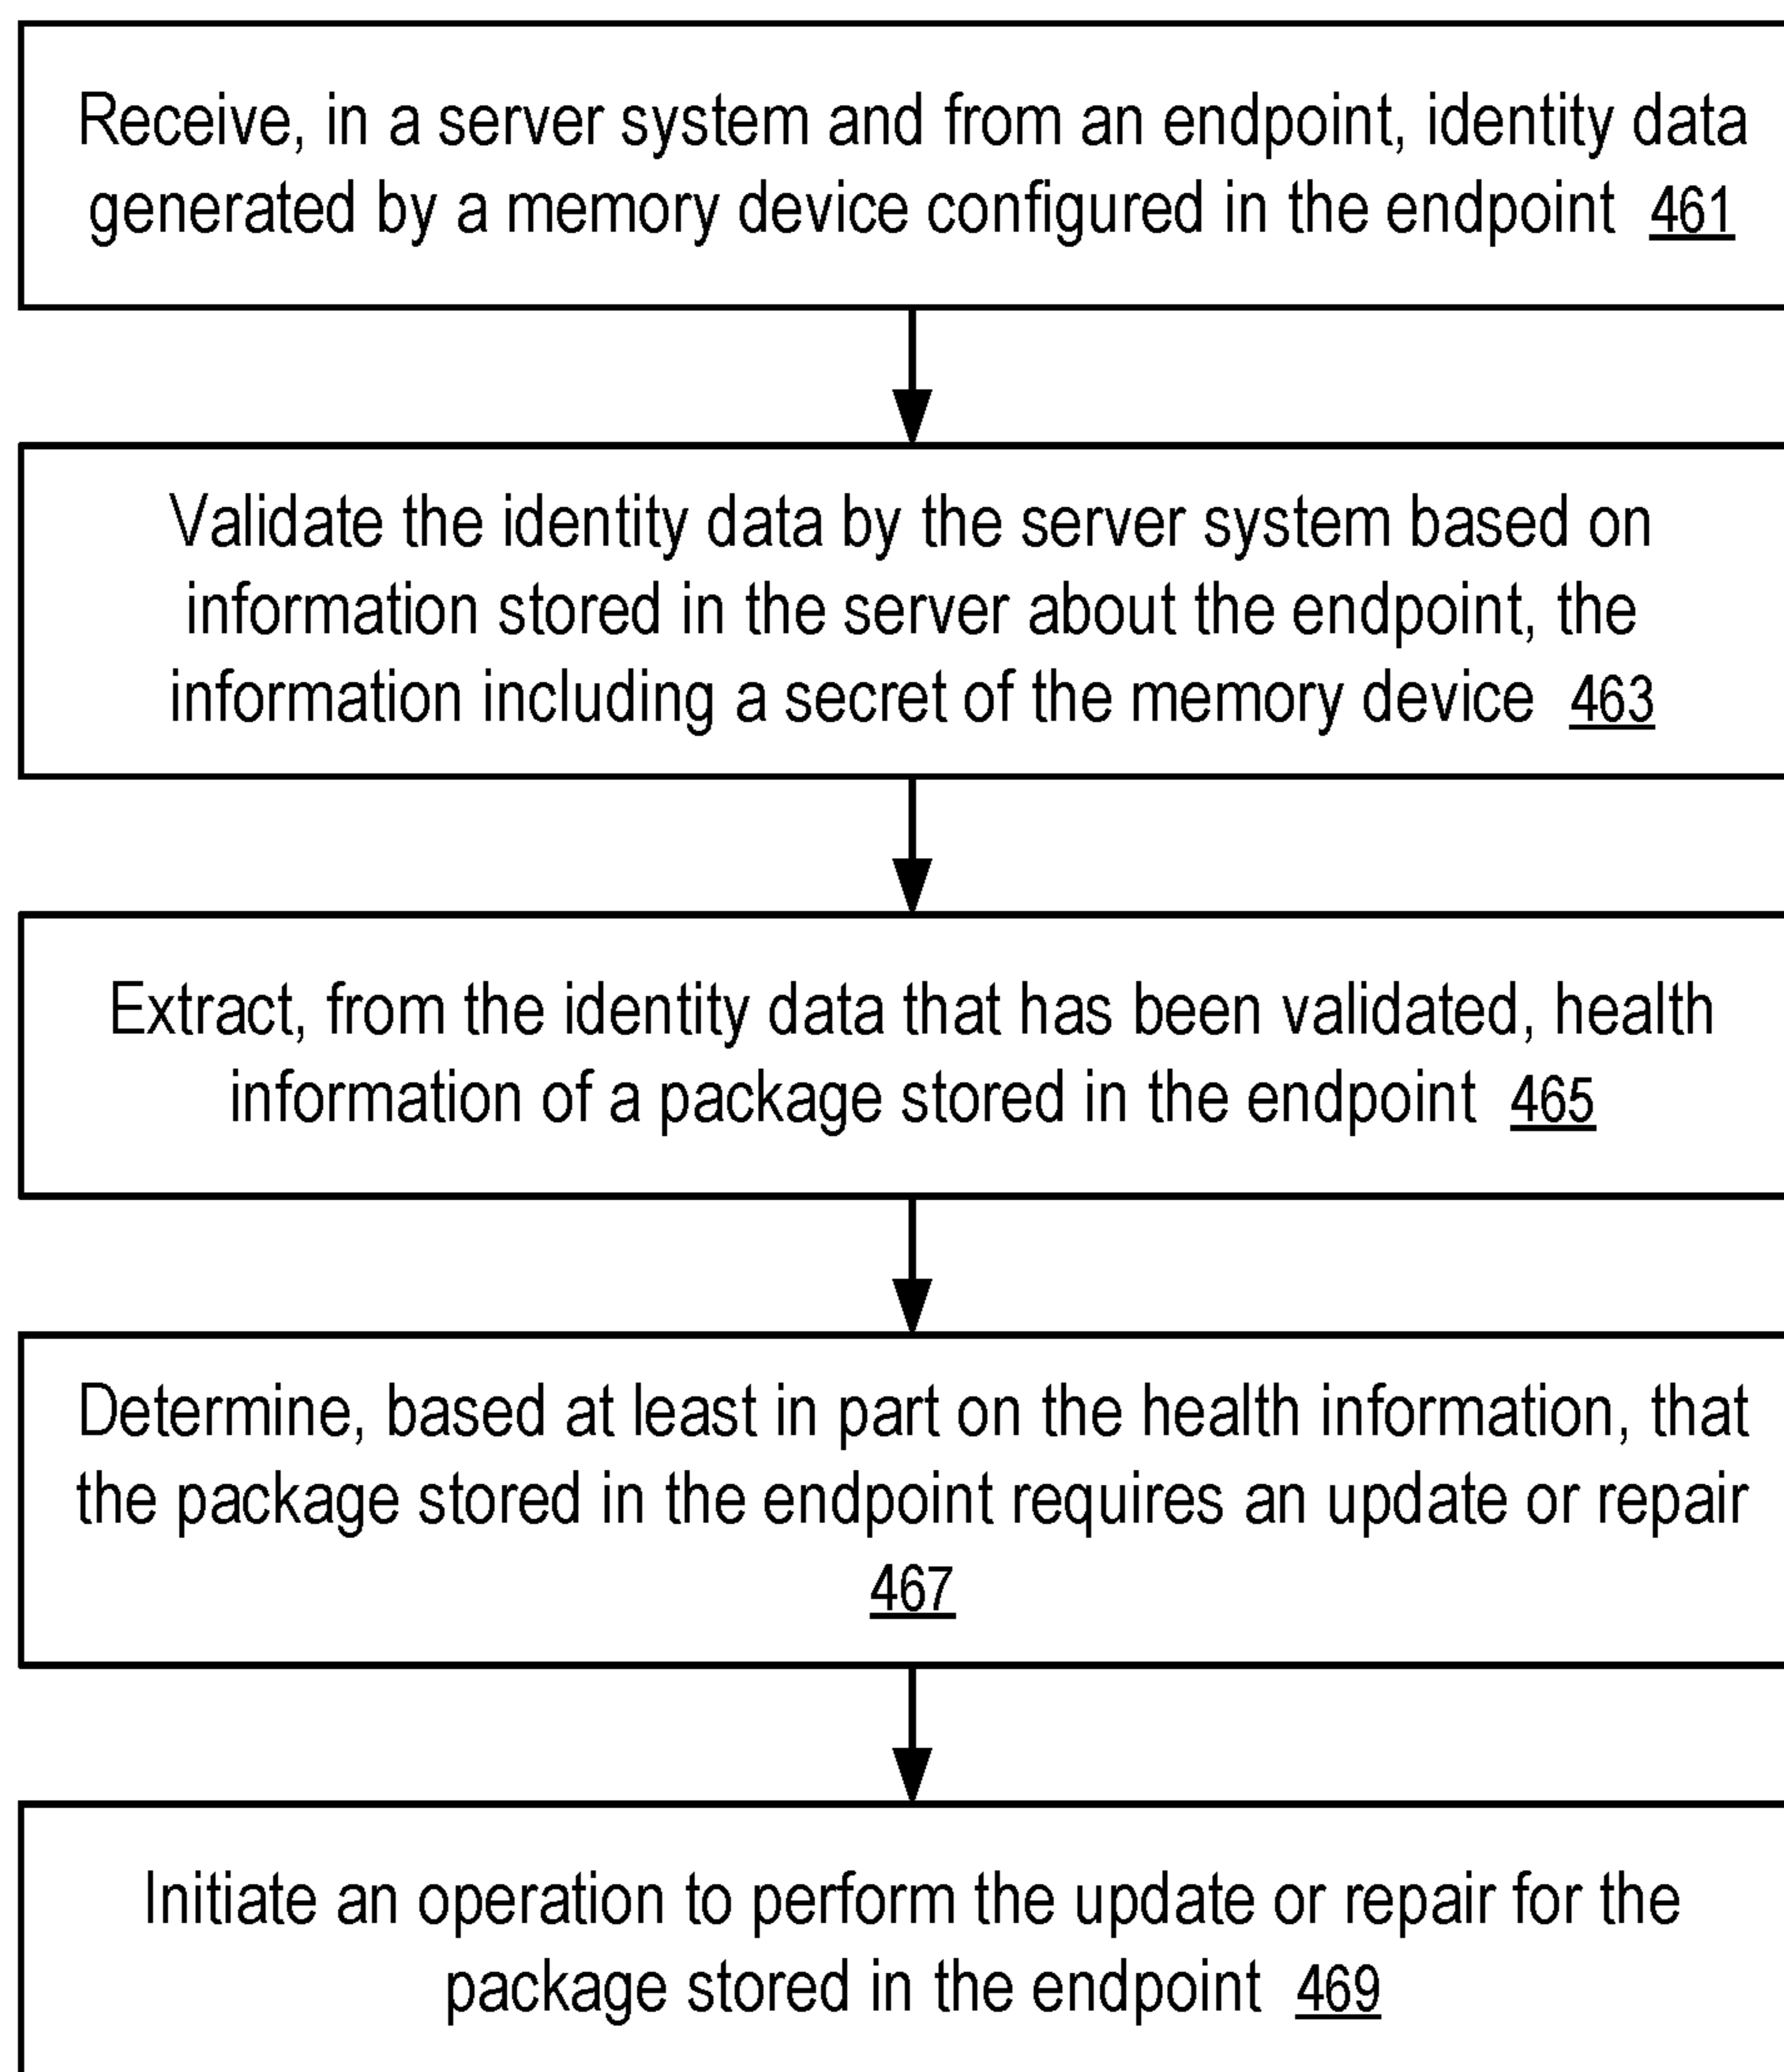 Receive, in a server system and from an endpoint, identity data
generated by a memory device configured in the endpoint 461
Validate the identity data by the server system based on
information stored in the server about the endpoint, the
information including a secret of the memory device 463
Extract, from the identity data that has been validated, health
information of a package stored in the endpoint 465
Determine, based at least in part on the health information, that
the package stored in the endpoint requires an update or repair
467
Initiate an operation to perform the update or repair for the
package stored in the endpoint 469